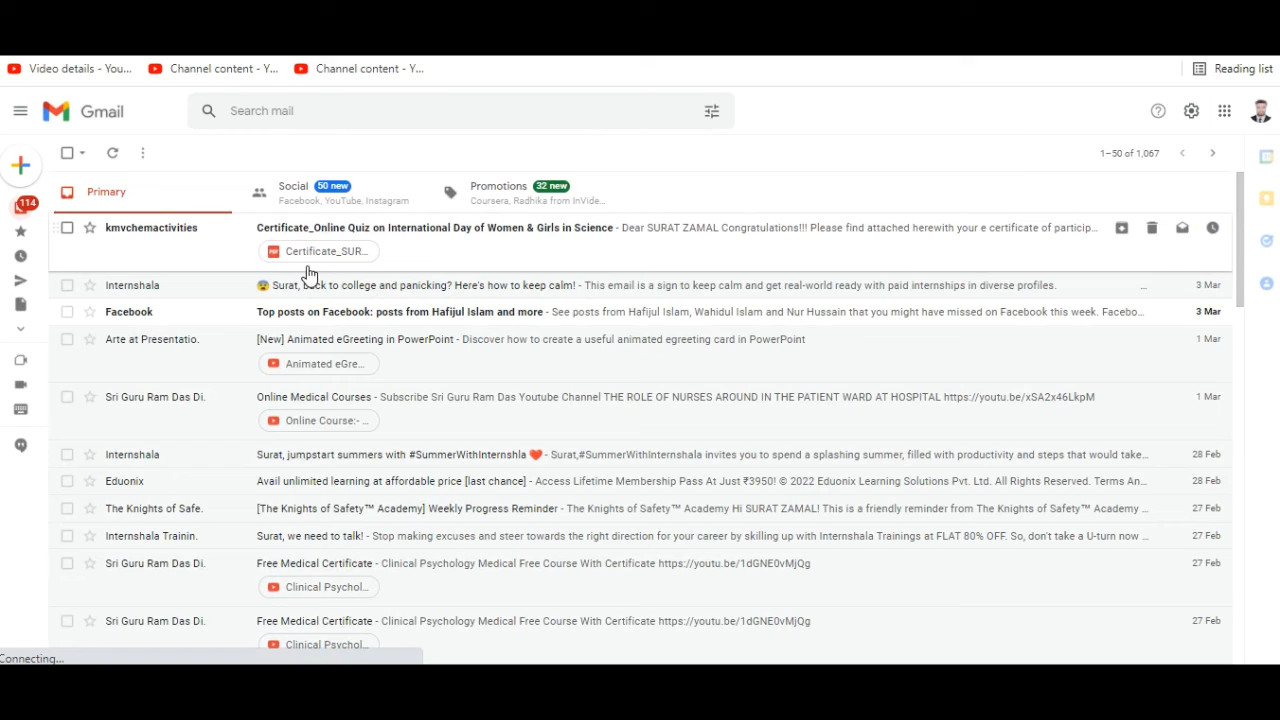 Video details - You... Channel content - Y... Channel content - Y... Reading list
Gmail Search mail
1–50 of 1,067
Primary Social 50 new Promotions 32 new
Facebook, YouTube, Instagram Coursera, Radhika from InVide...
114
kmvchemactivities Certificate_Online Quiz on International Day of Women & Girls in Science - Dear SURAT ZAMAL Congratulations!!! Please find attached herewith your e certificate of particip...
PDF Certificate_SUR...
Internshala 😨 Surat, back to college and panicking? Here's how to keep calm! - This email is a sign to keep calm and get real-world ready with paid internships in diverse profiles. ... 3 Mar
Facebook Top posts on Facebook: posts from Hafijul Islam and more - See posts from Hafijul Islam, Wahidul Islam and Nur Hussain that you might have missed on Facebook this week. Facebo... 3 Mar
Arte at Presentatio. [New] Animated eGreeting in PowerPoint - Discover how to create a useful animated egreeting card in PowerPoint 1 Mar
Animated eGre...
Sri Guru Ram Das Di. Online Medical Courses - Subscribe Sri Guru Ram Das Youtube Channel THE ROLE OF NURSES AROUND IN THE PATIENT WARD AT HOSPITAL https://youtu.be/xSA2x46LkpM 1 Mar
Online Course:- ...
Internshala Surat, jumpstart summers with #SummerWithInternshla ❤️ - Surat,#SummerWithInternshala invites you to spend a splashing summer, filled with productivity and steps that would take... 28 Feb
Eduonix Avail unlimited learning at affordable price [last chance] - Access Lifetime Membership Pass At Just ₹3950! © 2022 Eduonix Learning Solutions Pvt. Ltd. All Rights Reserved. Terms An... 28 Feb
The Knights of Safe. [The Knights of Safety™ Academy] Weekly Progress Reminder - The Knights of Safety™ Academy Hi SURAT ZAMAL! This is a friendly reminder from The Knights of Safety™ Academy ... 27 Feb
Internshala Trainin. Surat, we need to talk! - Stop making excuses and steer towards the right direction for your career by skilling up with Internshala Trainings at FLAT 80% OFF. So, don't take a U-turn now ... 27 Feb
Sri Guru Ram Das Di. Free Medical Certificate - Clinical Psychology Medical Free Course With Certificate https://youtu.be/1dGNE0vMjQg 27 Feb
Clinical Psychol...
Sri Guru Ram Das Di. Free Medical Certificate - Clinical Psychology Medical Free Course With Certificate https://youtu.be/1dGNE0vMjQg 27 Feb
Clinical Psychol...
Connecting...